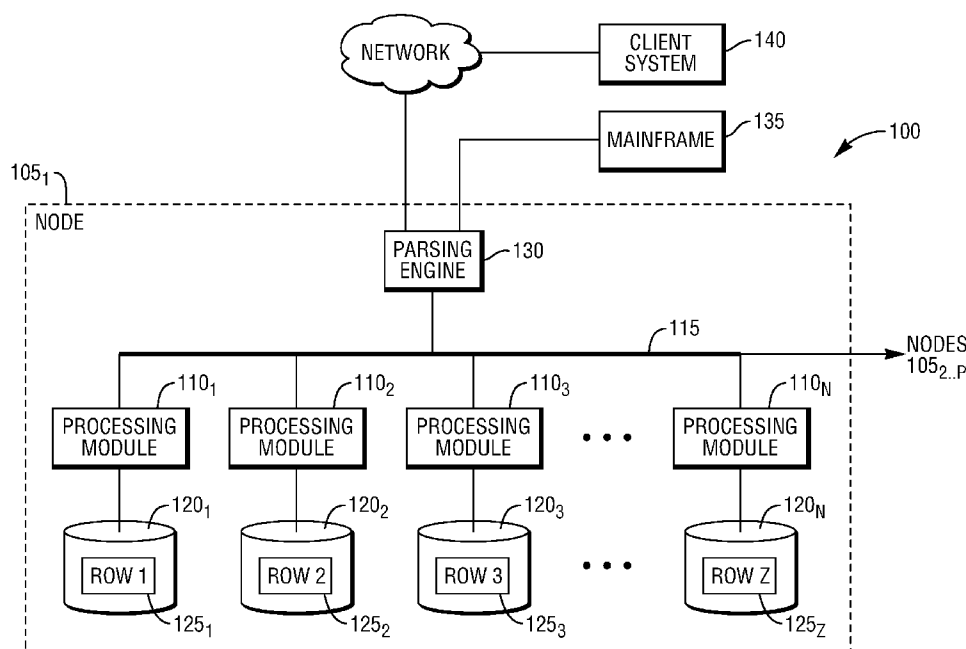 NETWORK
CLIENT
SYSTEM
140
MAINFRAME
135
100
105₁
NODE
PARSING
ENGINE
130
115
NODES
105₂..P
110₁
110₂
110₃
110N
PROCESSING
MODULE
PROCESSING
MODULE
PROCESSING
MODULE
• • •
PROCESSING
MODULE
120₁
120₂
120₃
120N
ROW 1
ROW 2
ROW 3
• • •
ROW Z
125₁
125₂
125₃
125Z